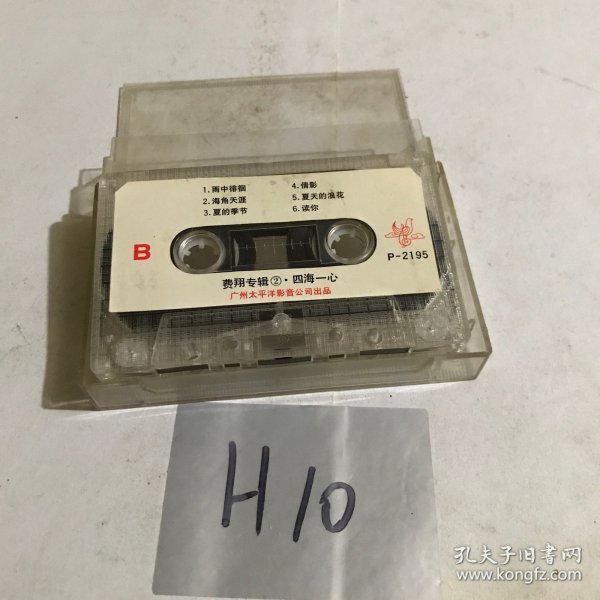 1.雨中徘徊
2.海角天涯
3.夏的季节
4.倩影
5.夏天的浪花
6.读你
B
P-2195
费翔专辑②·四海一心
广州太平洋影音公司出品
H10
孔夫子旧书网
www.kongfz.com